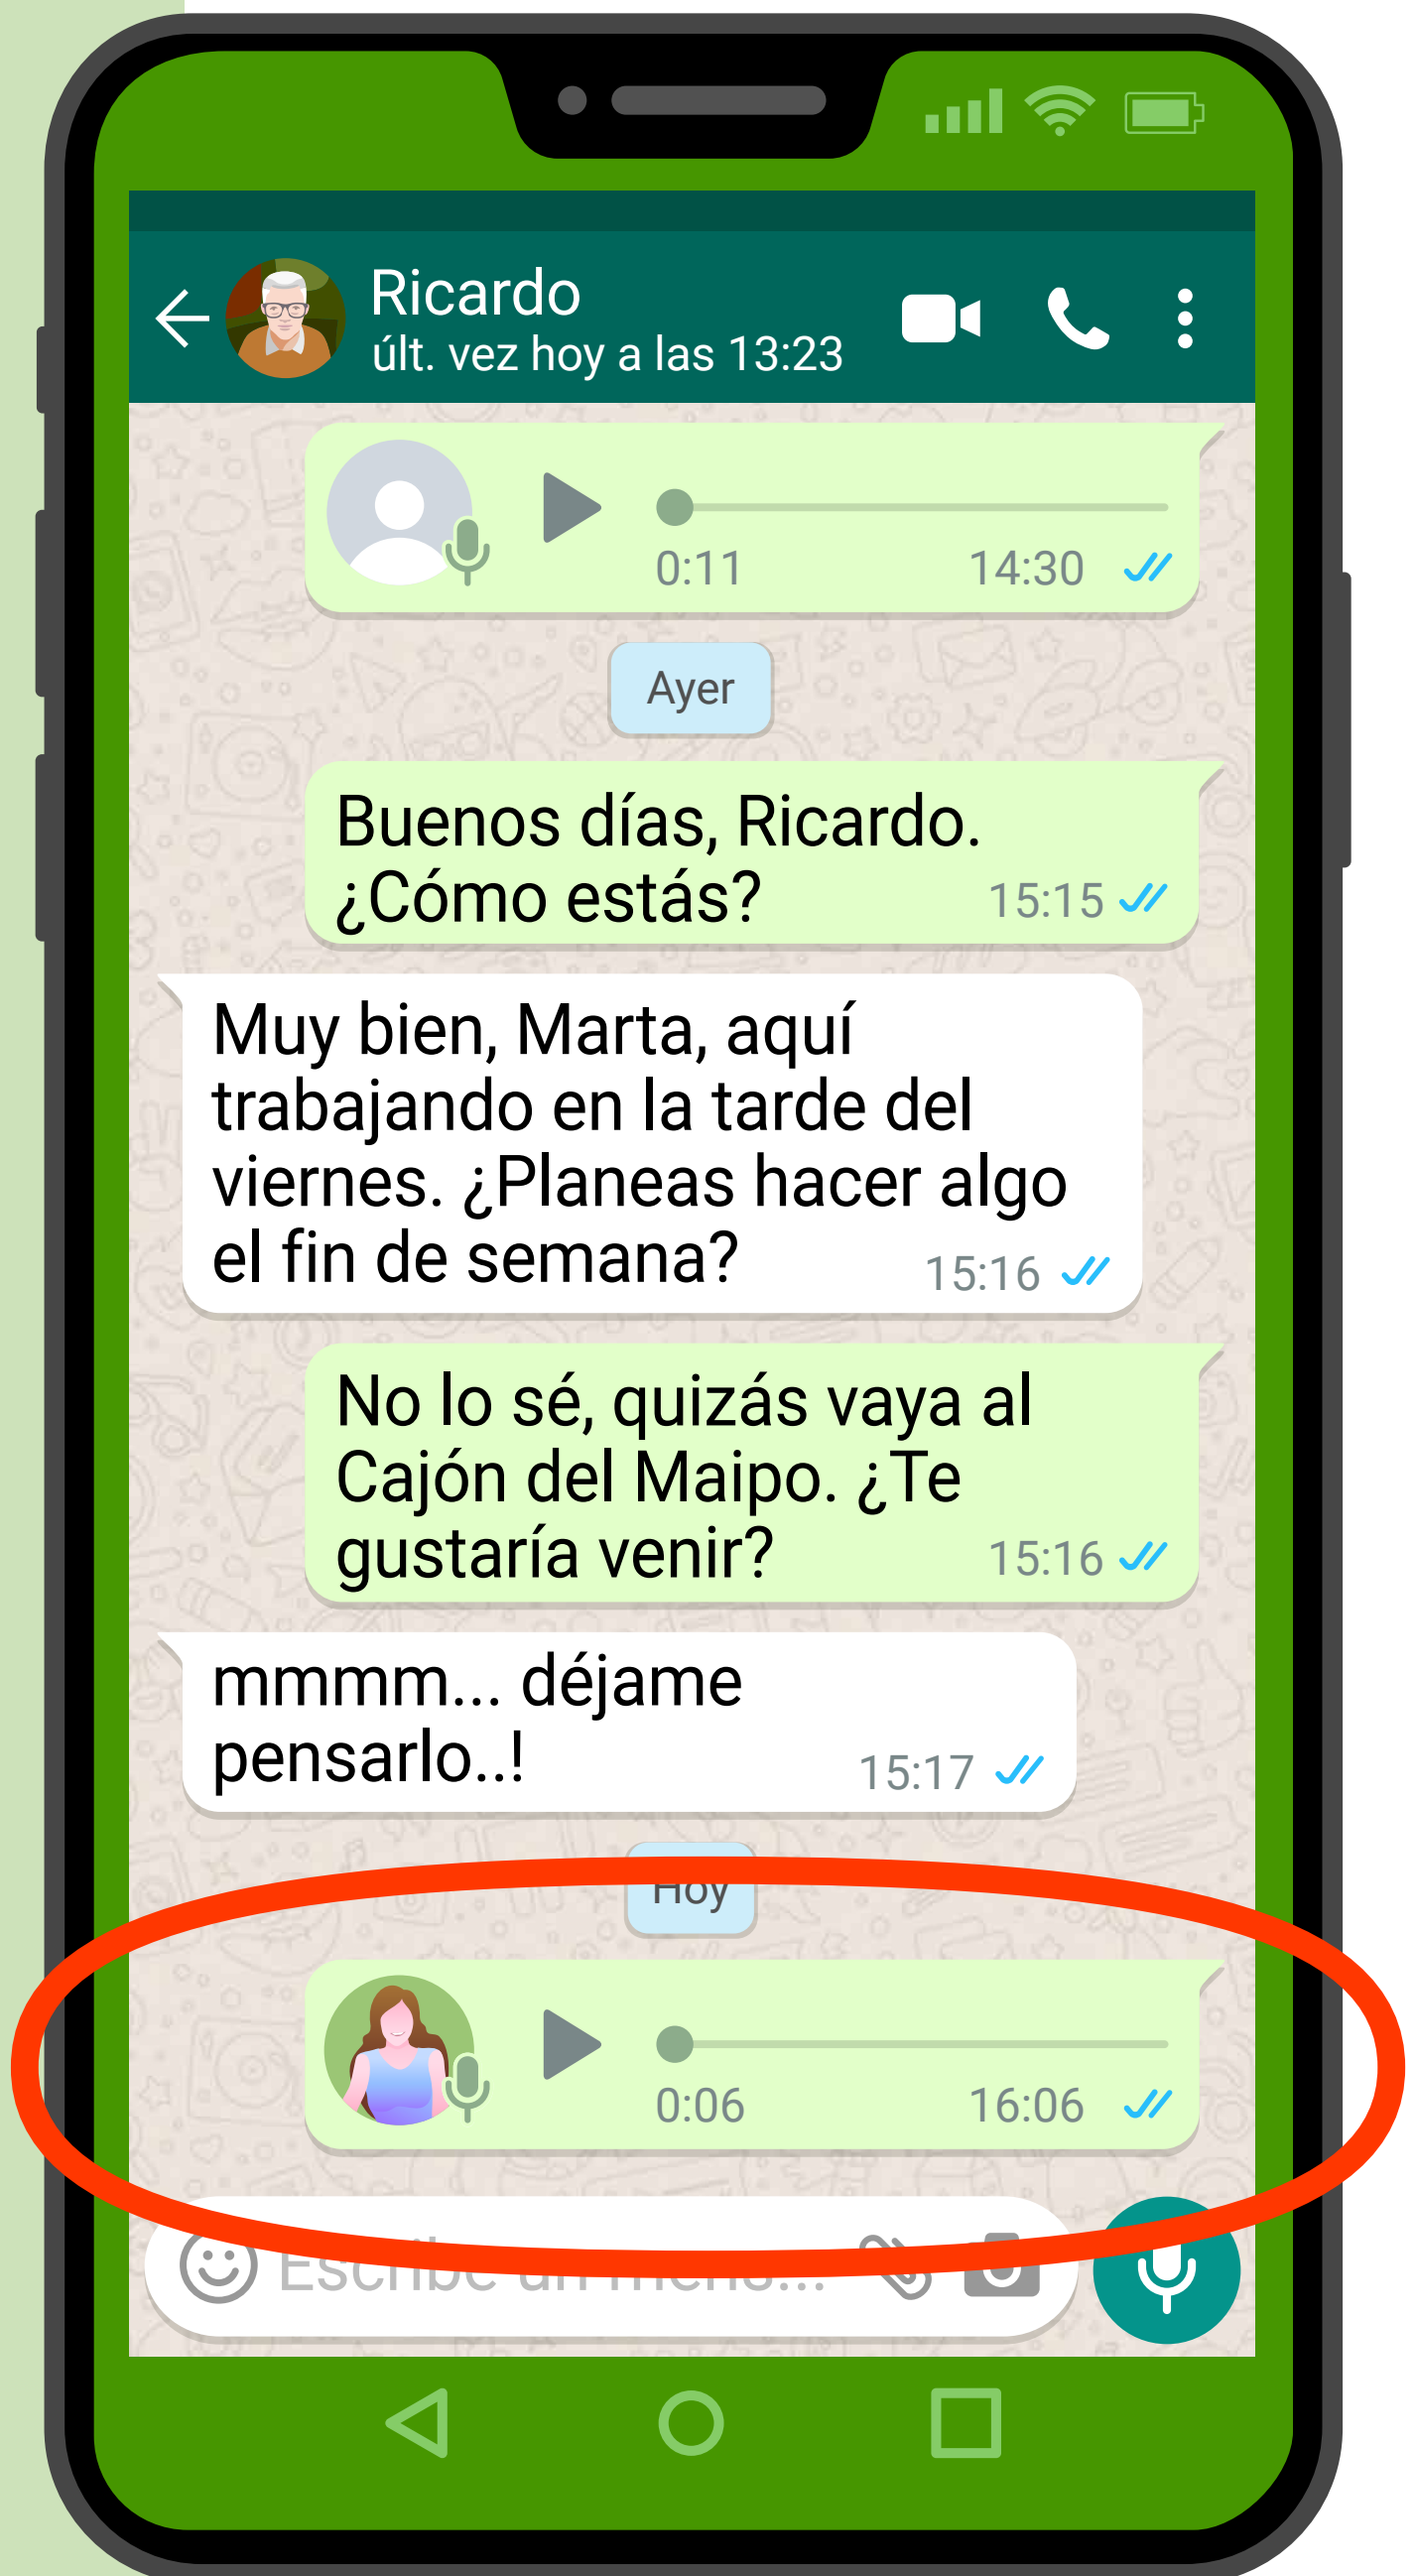 Ricardo
últ. vez hoy a las 13:23
0:11 14:30
Ayer
Buenos días, Ricardo.
¿Cómo estás? 15:15
Muy bien, Marta, aquí
trabajando en la tarde del
viernes. ¿Planeas hacer algo
el fin de semana? 15:16
No lo sé, quizás vaya al
Cajón del Maipo. ¿Te
gustaría venir? 15:16
mmmm... déjame
pensarlo..! 15:17
Hoy
0:06 16:06
Escribe un mens...